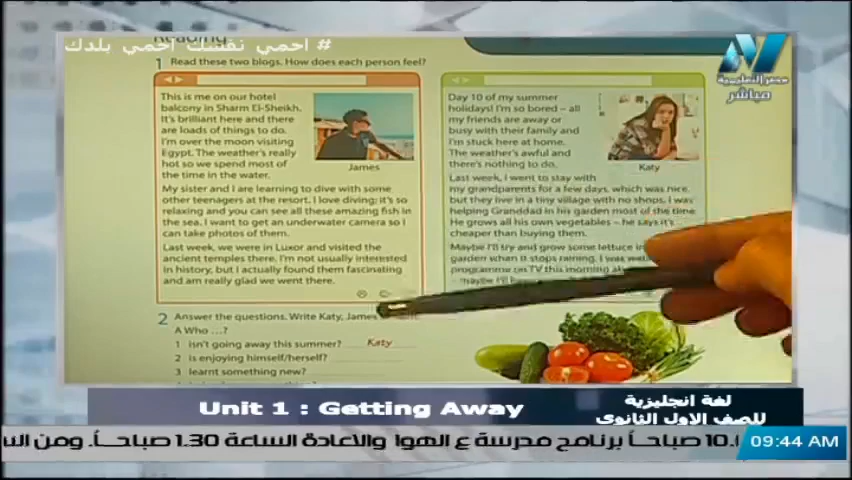 Reading
# احمي نفسك احمي بلدك
1 Read these two blogs. How does each person feel?
This is me on our hotel
balcony in Sharm El-Sheikh.
It's brilliant here and there
are loads of things to do.
I'm over the moon visiting
Egypt. The weather's really
hot so we spend most of
the time in the water.
James
My sister and I are learning to dive with some
other teenagers at the resort. I love diving; it's so
relaxing and you can see all these amazing fish in
the sea. I want to get an underwater camera so I
can take photos of them.
Last week, we were in Luxor and visited the
ancient temples there. I'm not usually interested
in history, but I actually found them fascinating
and am really glad we went there.
Day 10 of my summer
holidays! I'm so bored – all
my friends are away or
busy with their family and
I'm stuck here at home.
The weather's awful and
there's nothing to do.
Katy
Last week, I went to stay with
my grandparents for a few days, which was nice,
but they live in a tiny village with no shops. I was
helping Granddad in his garden most of the time.
He grows all his own vegetables – he says it's
cheaper than buying them.
Maybe I'll try and grow some lettuce in
garden when it stops raining. I was
programme on TV this morning
maybe I'll
2 Answer the questions. Write Katy, James
A Who ...?
1 isn't going away this summer? Katy
2 is enjoying himself/herself?
3 learnt something new?
مصر التعليمية
مباشر
Unit 1 : Getting Away
لغة انجليزية
للصف الاول الثانوى
10. صباحاً برنامج مدرسة ع الهوا والاعادة الساعة 1.30 صباحاً. ومن
09:44 AM